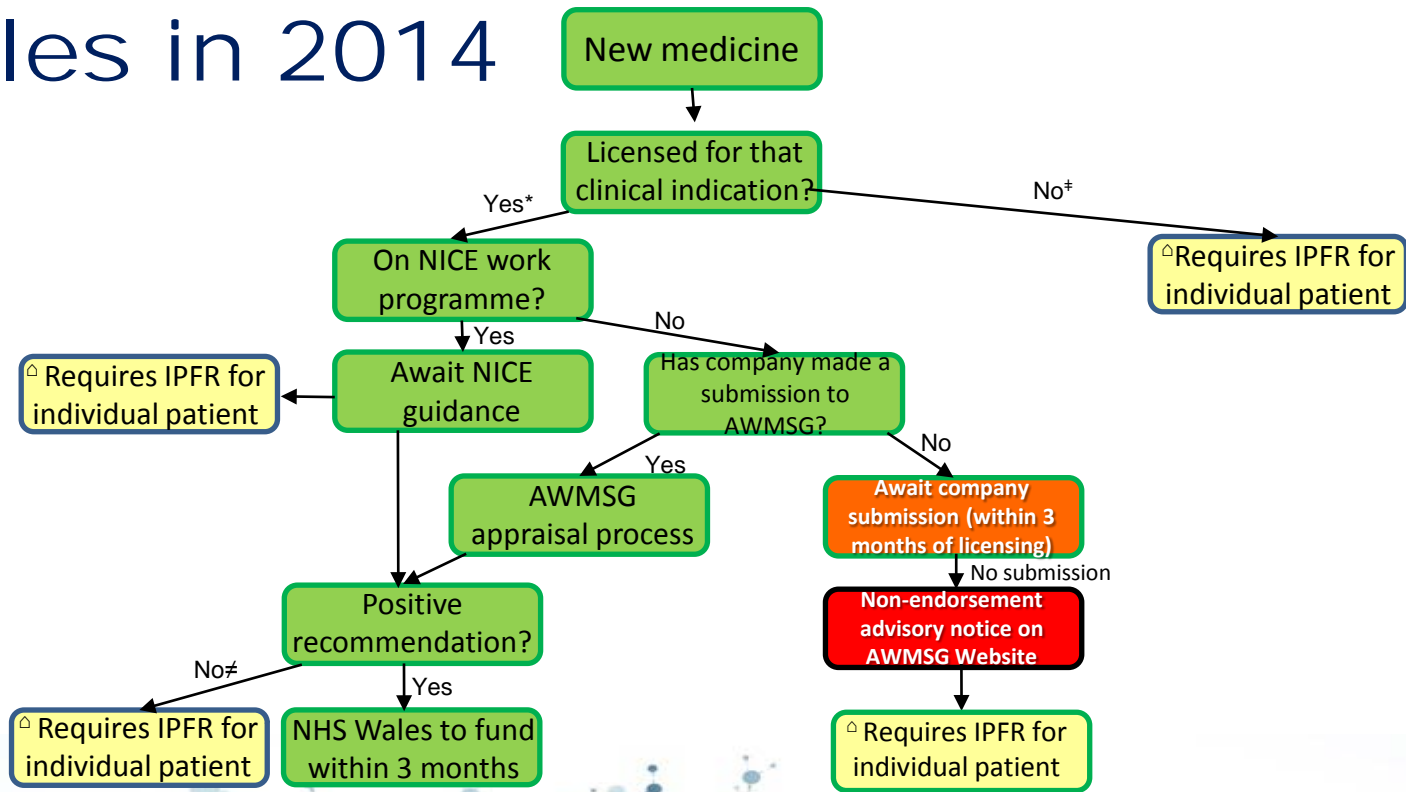 les in 2014
New medicine
Licensed for that
clinical indication?
Yes*
No‡
On NICE work
programme?
⌂Requires IPFR for
individual patient
Yes
No
⌂ Requires IPFR for
individual patient
Await NICE
guidance
Has company made a
submission to
AWMSG?
Yes
No
AWMSG
appraisal process
Await company
submission (within 3
months of licensing)
No submission
Positive
recommendation?
Non-endorsement
advisory notice on
AWMSG Website
No≠
Yes
⌂ Requires IPFR for
individual patient
NHS Wales to fund
within 3 months
⌂ Requires IPFR for
individual patient